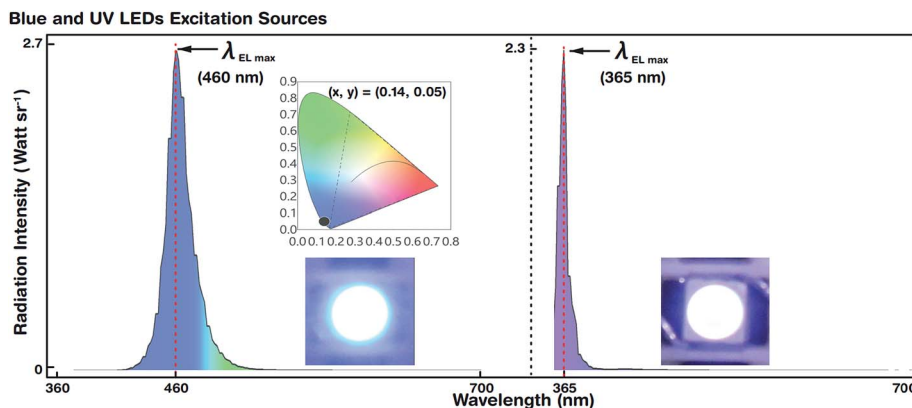 Blue and UV LEDs Excitation Sources
2.7
λ EL max
(460 nm)
2.3
λ EL max
(365 nm)
(x, y) = (0.14, 0.05)
0.9
0.8
0.7
0.6
0.5
0.4
0.3
0.2
0.1
0.0
0.0 0.1 0.2 0.3 0.4 0.5 0.6 0.7 0.8
Radiation Intensity (Watt sr⁻¹)
0
360 460 700 365 700
Wavelength (nm)